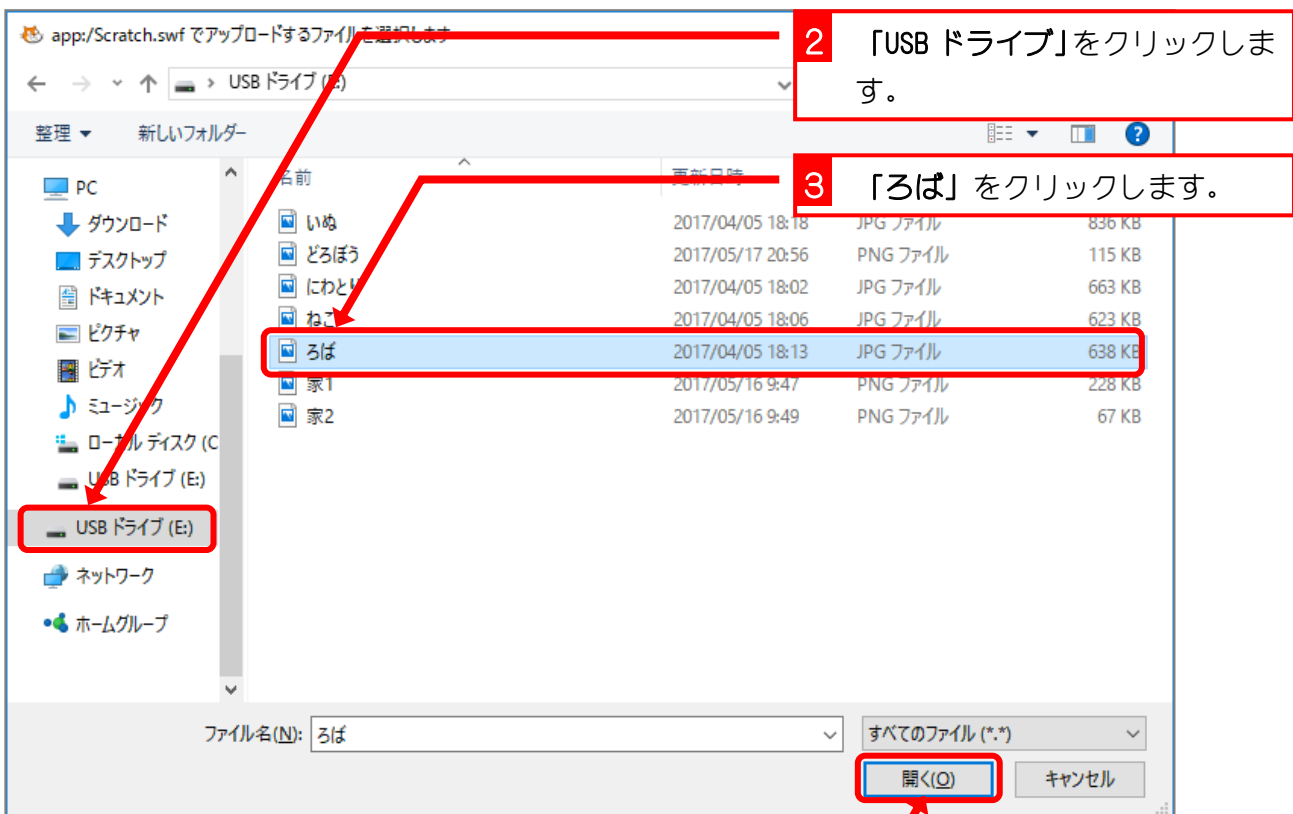 app:/Scratch.swf でアップロードするファイルを選択します
2 「USB ドライブ」をクリックしま
す。
USB ドライブ (E:)
整理 新しいフォルダー
3 「ろば」をクリックします。
名前 更新日時
PC
ダウンロード
デスクトップ
ドキュメント
ピクチャ
ビデオ
ミュージック
ローカル ディスク (C
USB ドライブ (E:)
USB ドライブ (E:)
ネットワーク
ホームグループ
いぬ 2017/04/05 18:18 JPG ファイル 836 KB
どろぼう 2017/05/17 20:56 PNG ファイル 115 KB
にわとり 2017/04/05 18:02 JPG ファイル 663 KB
ねこ 2017/04/05 18:06 JPG ファイル 623 KB
ろば 2017/04/05 18:13 JPG ファイル 638 KB
家1 2017/05/16 9:47 PNG ファイル 228 KB
家2 2017/05/16 9:49 PNG ファイル 67 KB
ファイル名(N): ろば すべてのファイル (*.*)
開く(O) キャンセル